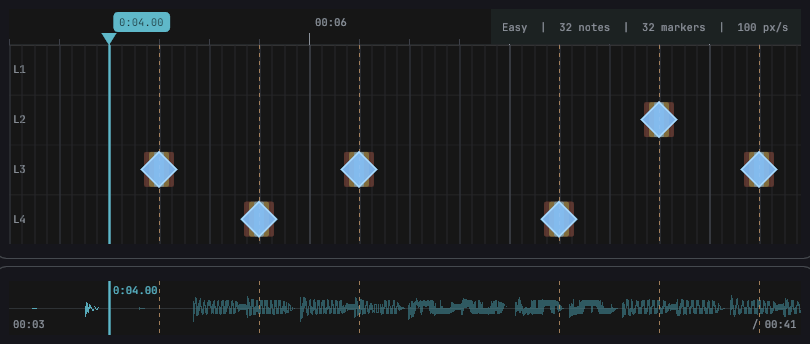 0:04.00
00:06
Easy | 32 notes | 32 markers | 100 px/s
L1
L2
L3
L4
0:04.00
00:03
/ 00:41